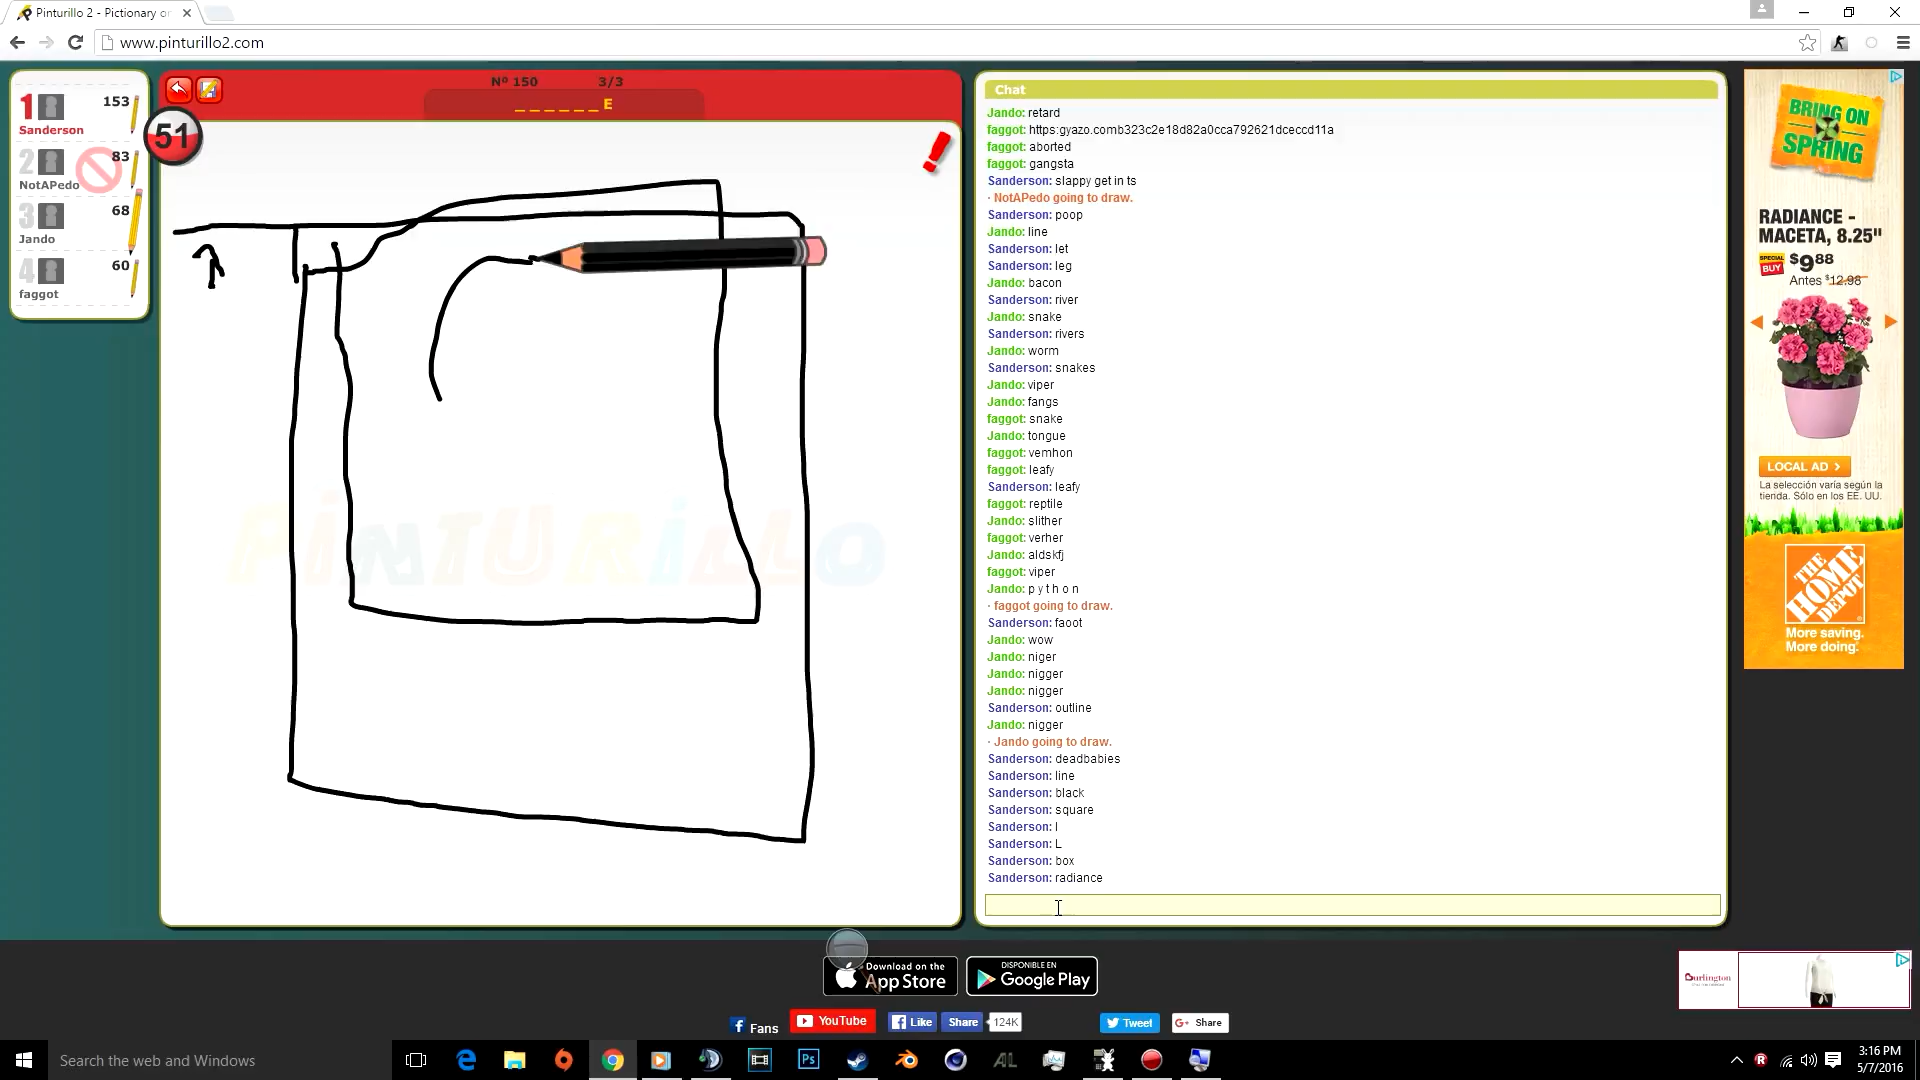 Pinturillo 2 - Pictionary or
www.pinturillo2.com
1 153
Sanderson
2 83
NotAPedo
3 68
Jando
4 60
faggot
51
Nº 150 3/3
_ _ _ _ _ _ E
PINTURILLO
Chat
Jando: retard
faggot: https:gyazo.comb323c2e18d82a0cca792621dceccd11a
faggot: aborted
faggot: gangsta
Sanderson: slappy get in ts
· NotAPedo going to draw.
Sanderson: poop
Jando: line
Sanderson: let
Sanderson: leg
Jando: bacon
Sanderson: river
Jando: snake
Sanderson: rivers
Jando: worm
Sanderson: snakes
Jando: viper
Jando: fangs
faggot: snake
Jando: tongue
faggot: vemhon
faggot: leafy
Sanderson: leafy
faggot: reptile
Jando: slither
faggot: verher
Jando: aldskfj
faggot: viper
Jando: p y t h o n
· faggot going to draw.
Sanderson: faoot
Jando: wow
Jando: niger
Jando: nigger
Jando: nigger
Sanderson: outline
Jando: nigger
· Jando going to draw.
Sanderson: deadbabies
Sanderson: line
Sanderson: black
Sanderson: square
Sanderson: l
Sanderson: L
Sanderson: box
Sanderson: radiance
BRING ON
SPRING
RADIANCE -
MACETA, 8.25"
SPECIAL BUY $9⁸⁸
Antes $12.98
LOCAL AD >
La selección varía según la
tienda. Sólo en los EE. UU.
THE HOME DEPOT
More saving.
More doing.
Download on the
App Store
DISPONIBLE EN
Google Play
Burlington
Fans
YouTube
Like
Share
124K
Tweet
G+ Share
Search the web and Windows
3:16 PM
5/7/2016